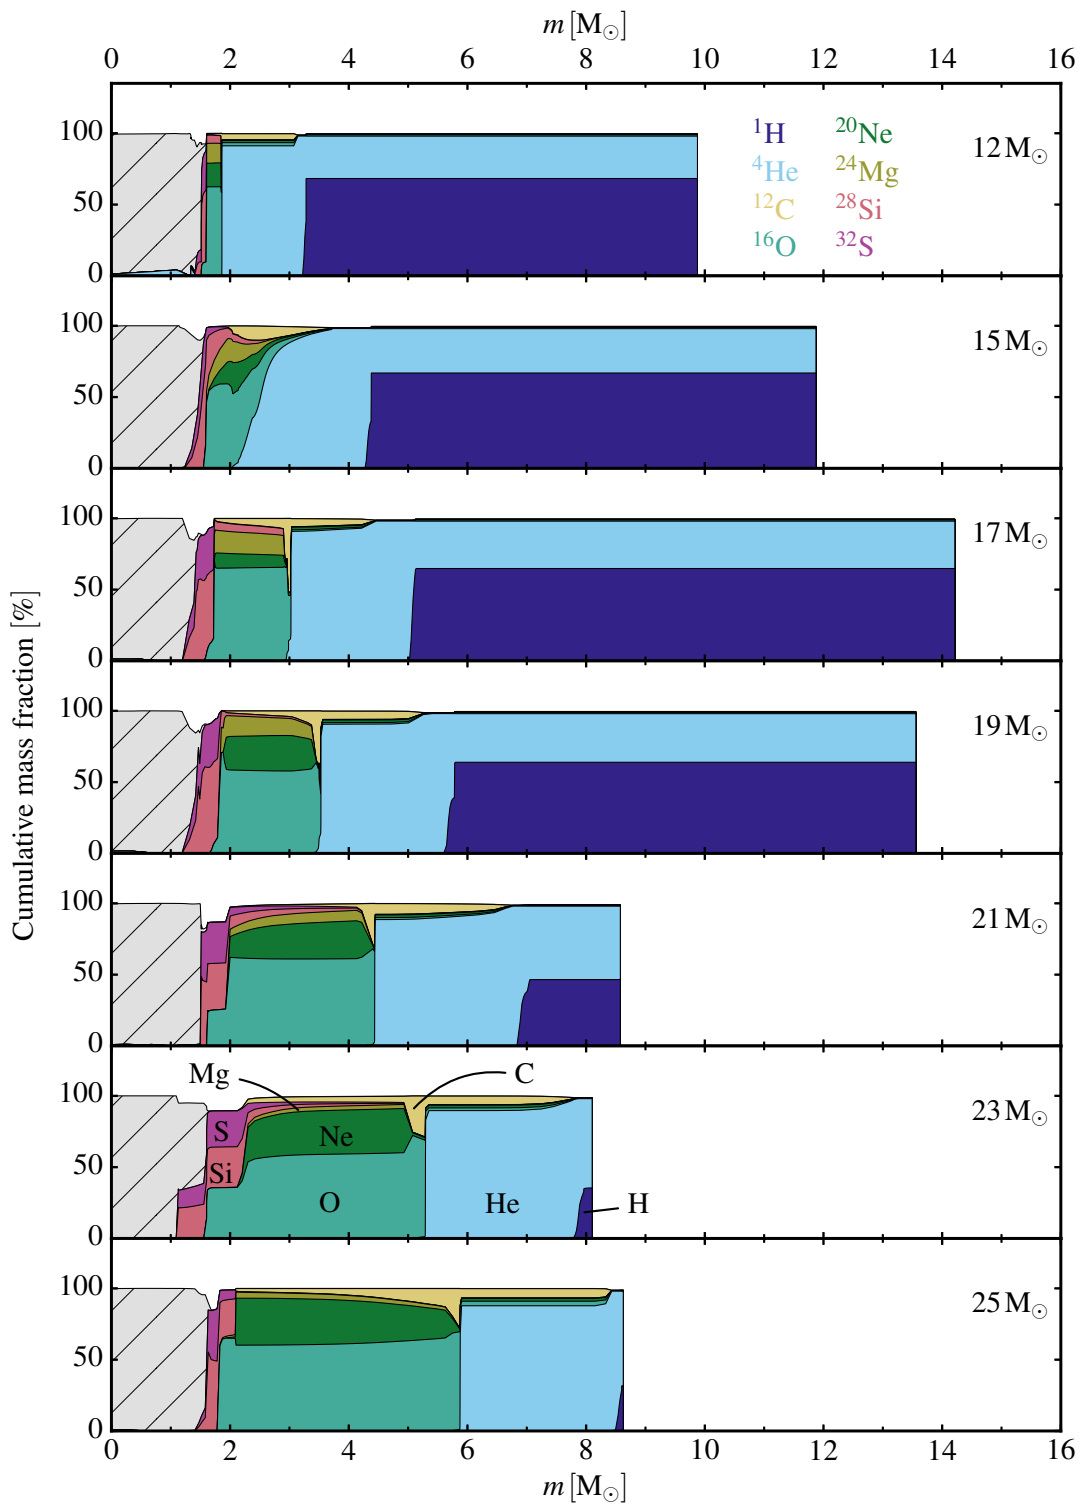 m [M☉]
0 2 4 6 8 10 12 14 16
Cumulative mass fraction [%]
100
50
0
¹H ²⁰Ne
⁴He ²⁴Mg
¹²C ²⁸Si
¹⁶O ³²S
12 M☉
100
50
0
15 M☉
100
50
0
17 M☉
100
50
0
19 M☉
100
50
0
21 M☉
100
50
0
Mg C
S Ne
Si
O He H
23 M☉
100
50
0
25 M☉
0 2 4 6 8 10 12 14 16
m [M☉]